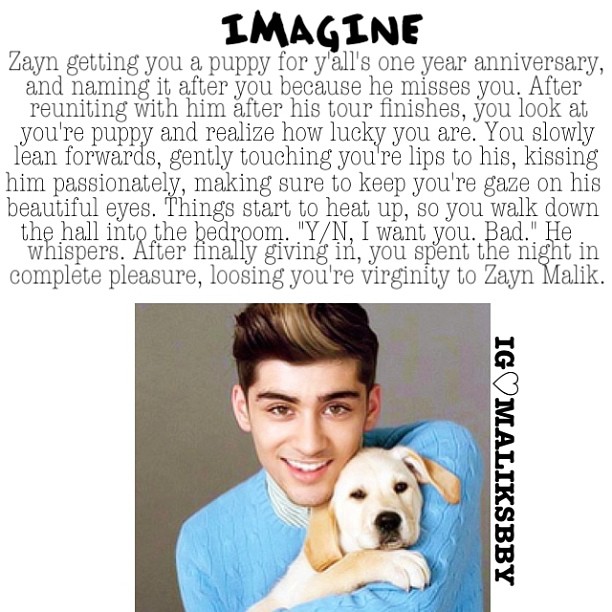 IMAGINE
Zayn getting you a puppy for y'all's one year anniversary,
and naming it after you because he misses you. After
reuniting with him after his tour finishes, you look at
you're puppy and realize how lucky you are. You slowly
lean forwards, gently touching you're lips to his, kissing
him passionately, making sure to keep you're gaze on his
beautiful eyes. Things start to heat up, so you walk down
the hall into the bedroom. "Y/N, I want you. Bad." He
whispers. After finally giving in, you spent the night in
complete pleasure, loosing you're virginity to Zayn Malik.
IG♡MALIKSBBY